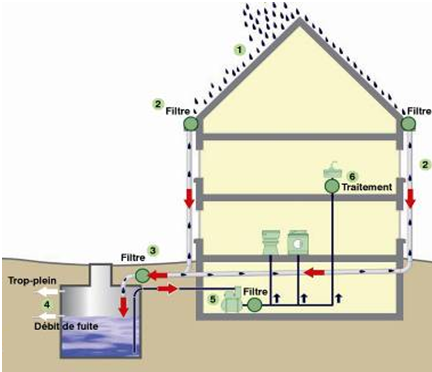 1
2 Filtre
Filtre
2
6
Traitement
3
Filtre
Trop-plein
4
Débit de fuite
5
Filtre